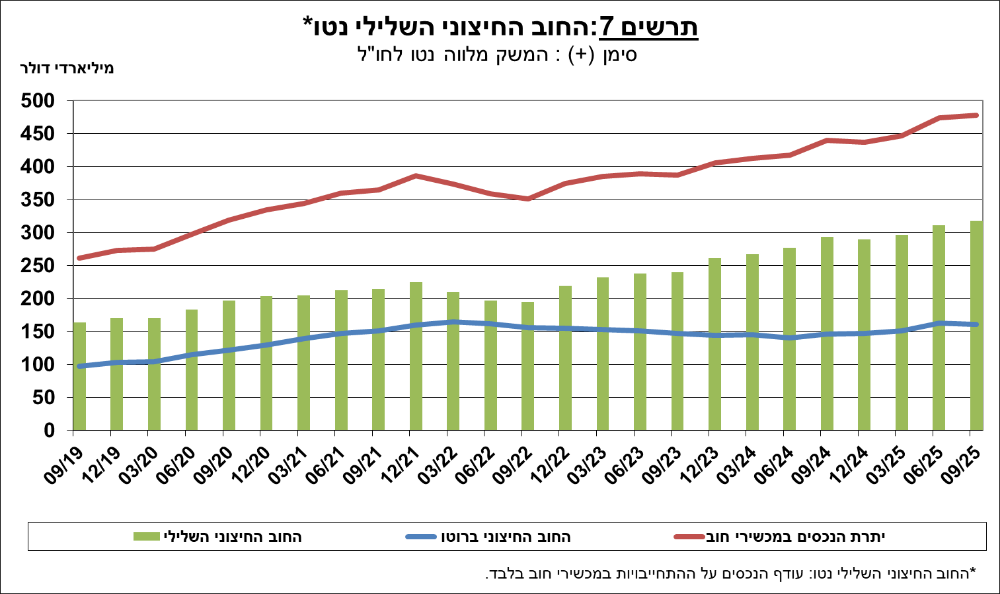 תרשים 7:החוב החיצוני השלילי נטו*
סימן (+) : המשק מלווה נטו לחו"ל
מיליארדי דולר
500
450
400
350
300
250
200
150
100
50
0
09/19 12/19 03/20 06/20 09/20 12/20 03/21 06/21 09/21 12/21 03/22 06/22 09/22 12/22 03/23 06/23 09/23 12/23 03/24 06/24 09/24 12/24 03/25 06/25 09/25
יתרת הנכסים במכשירי חוב החוב החיצוני ברוטו החוב החיצוני השלילי
*החוב החיצוני השלילי נטו: עודף הנכסים על ההתחייבויות במכשירי חוב בלבד.